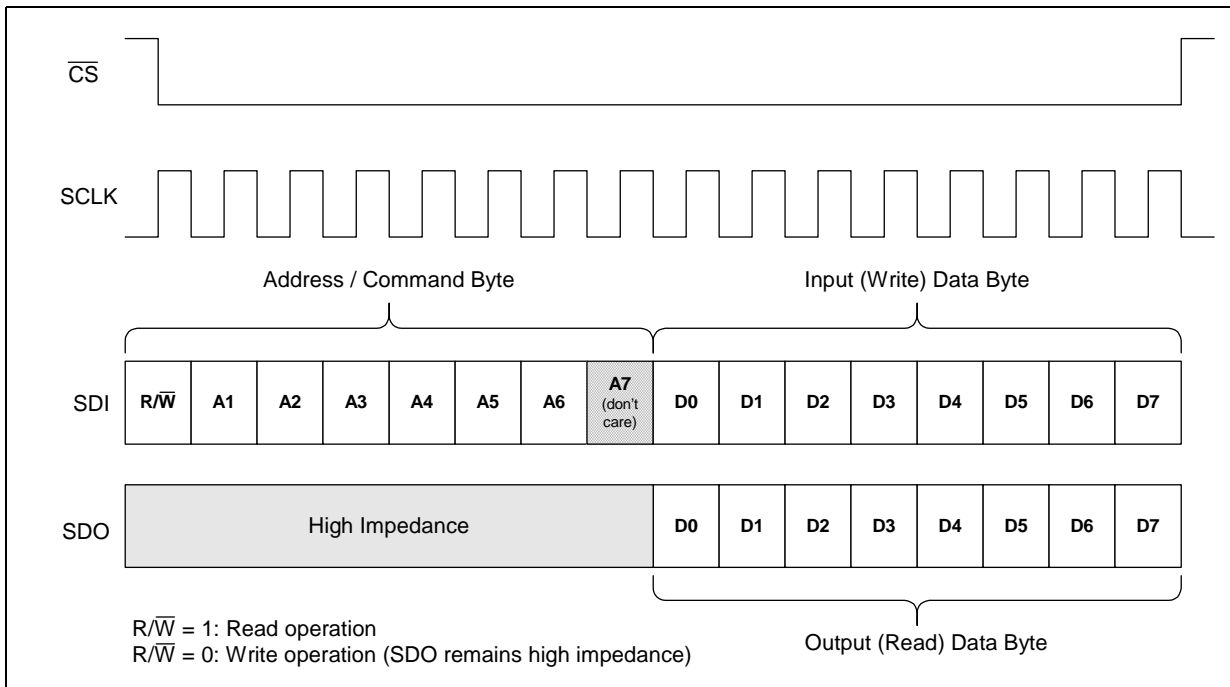 C̅S̅
SCLK
Address / Command Byte Input (Write) Data Byte
SDI R/W̅ A1 A2 A3 A4 A5 A6 A7 (don't care) D0 D1 D2 D3 D4 D5 D6 D7
SDO High Impedance D0 D1 D2 D3 D4 D5 D6 D7
R/W̅ = 1: Read operation
R/W̅ = 0: Write operation (SDO remains high impedance)
Output (Read) Data Byte